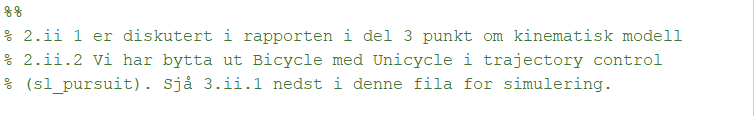 %%
% 2.ii 1 er diskutert i rapporten i del 3 punkt om kinematisk modell
% 2.ii.2 Vi har bytta ut Bicycle med Unicycle i trajectory control
% (sl_pursuit). Sjå 3.ii.1 nedst i denne fila for simulering.